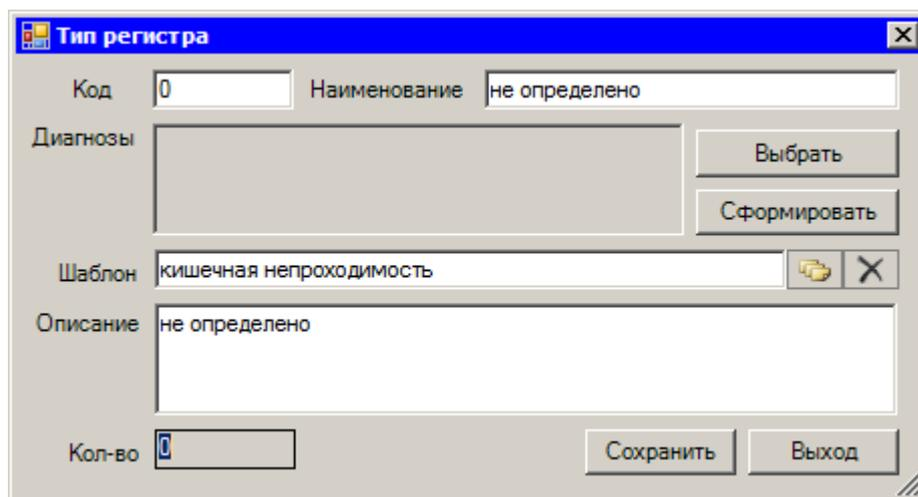 Тип регистра
Код 0 Наименование не определено
Диагнозы
Выбрать
Сформировать
Шаблон кишечная непроходимость
Описание не определено
Кол-во 0 Сохранить Выход